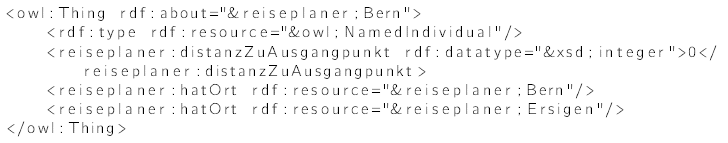 <owl:Thing rdf:about="&reiseplaner;Bern">
<rdf:type rdf:resource="&owl;NamedIndividual"/>
<reiseplaner:distanzZuAusgangpunkt rdf:datatype="&xsd;integer">0</
reiseplaner:distanzZuAusgangpunkt>
<reiseplaner:hatOrt rdf:resource="&reiseplaner;Bern"/>
<reiseplaner:hatOrt rdf:resource="&reiseplaner;Ersigen"/>
</owl:Thing>